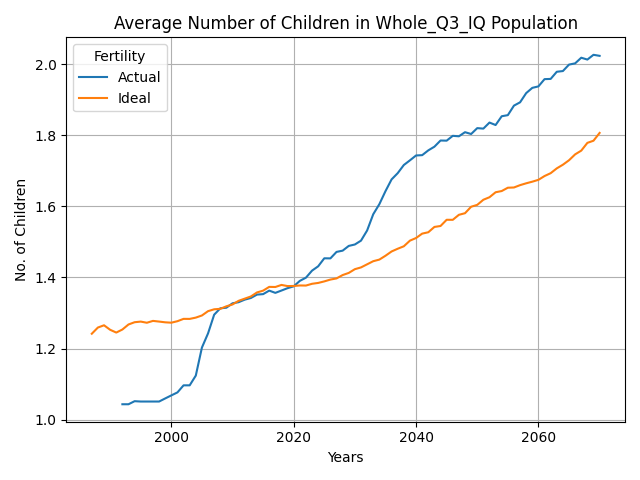 Average Number of Children in Whole_Q3_IQ Population
Fertility
Actual
Ideal
No. of Children
2.0
1.8
1.6
1.4
1.2
1.0
2000 2020 2040 2060
Years